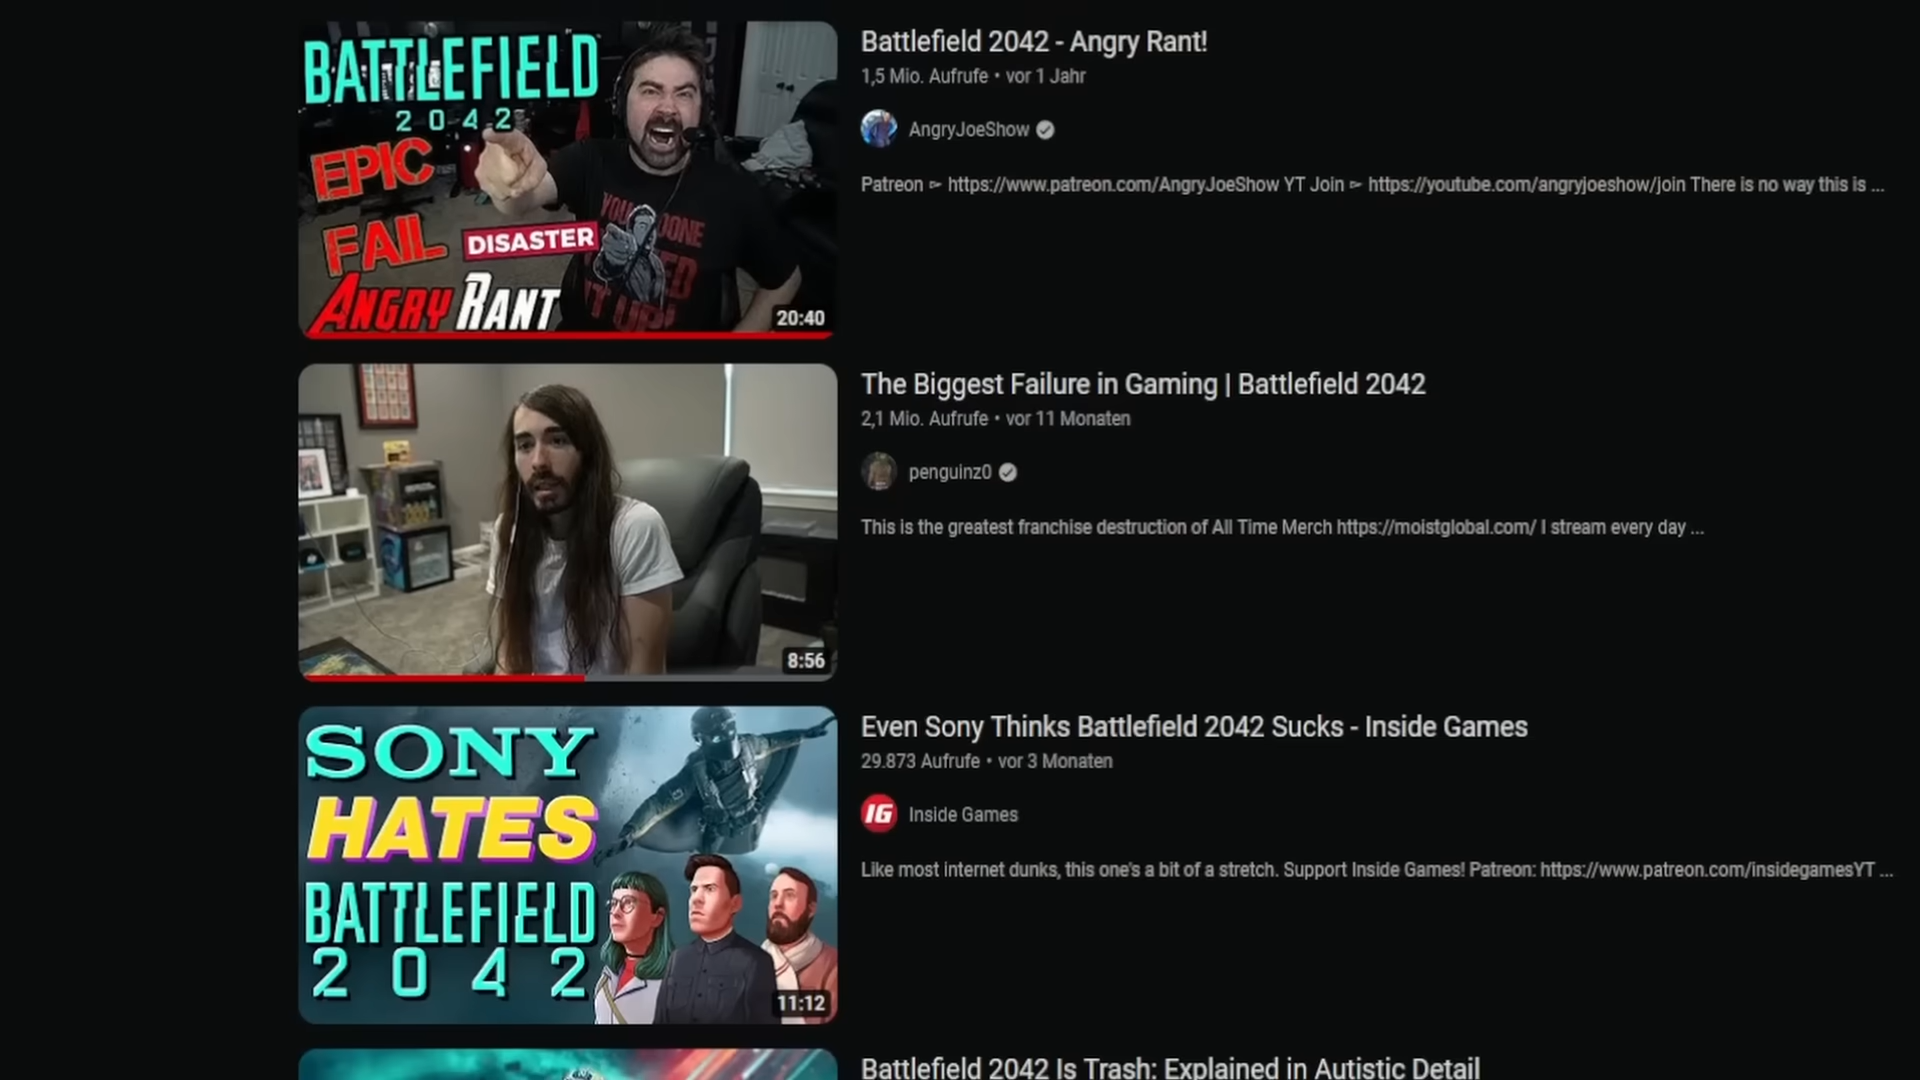 BATTLEFIELD
2042
EPIC
FAIL
DISASTER
ANGRY RANT
YOU DONE
IT UP!
20:40
Battlefield 2042 - Angry Rant!
1,5 Mio. Aufrufe • vor 1 Jahr
AngryJoeShow
Patreon ► https://www.patreon.com/AngryJoeShow YT Join ► https://youtube.com/angryjoeshow/join There is no way this is ...
8:56
The Biggest Failure in Gaming | Battlefield 2042
2,1 Mio. Aufrufe • vor 11 Monaten
penguinz0
This is the greatest franchise destruction of All Time Merch https://moistglobal.com/ I stream every day ...
SONY
HATES
BATTLEFIELD
2042
11:12
Even Sony Thinks Battlefield 2042 Sucks - Inside Games
29.873 Aufrufe • vor 3 Monaten
IG Inside Games
Like most internet dunks, this one's a bit of a stretch. Support Inside Games! Patreon: https://www.patreon.com/insidegamesYT ...
Battlefield 2042 Is Trash: Explained in Autistic Detail